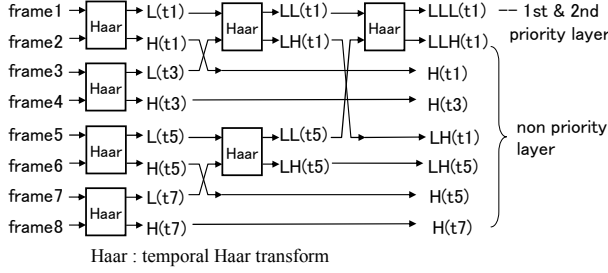 frame1 Haar L(t1) Haar LL(t1) Haar LLL(t1) -- 1st & 2nd
frame2 H(t1) LH(t1) LLH(t1) priority layer
frame3 Haar L(t3) H(t1)
frame4 H(t3) H(t3)
frame5 Haar L(t5) Haar LL(t5) LH(t1) non priority
frame6 H(t5) LH(t5) LH(t5) layer
frame7 Haar L(t7) H(t5)
frame8 H(t7) H(t7)
Haar : temporal Haar transform